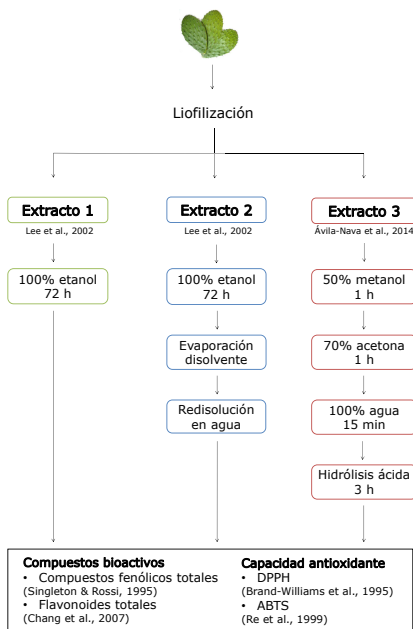 Liofilización
Extracto 1
Lee et al., 2002
100% etanol
72 h
Extracto 2
Lee et al., 2002
100% etanol
72 h
Evaporación
disolvente
Redisolución
en agua
Extracto 3
Ávila-Nava et al., 2014
50% metanol
1 h
70% acetona
1 h
100% agua
15 min
Hidrólisis ácida
3 h
Compuestos bioactivos
• Compuestos fenólicos totales
(Singleton & Rossi, 1995)
• Flavonoides totales
(Chang et al., 2007)
Capacidad antioxidante
• DPPH
(Brand-Williams et al., 1995)
• ABTS
(Re et al., 1999)